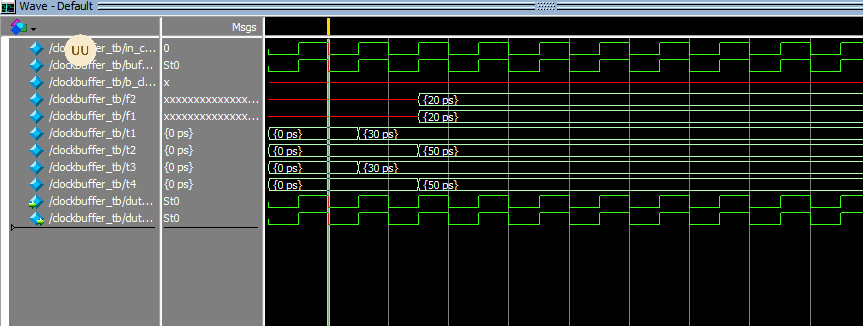 Wave - Default
Msgs
/clockbuffer_tb/in_c... 0
UU
/clockbuffer_tb/buf... St0
/clockbuffer_tb/b_cl... x
/clockbuffer_tb/f2 xxxxxxxxxxxxxx... {20 ps}
/clockbuffer_tb/f1 xxxxxxxxxxxxxx... {20 ps}
/clockbuffer_tb/t1 {0 ps} {0 ps} {30 ps}
/clockbuffer_tb/t2 {0 ps} {0 ps} {50 ps}
/clockbuffer_tb/t3 {0 ps} {0 ps} {30 ps}
/clockbuffer_tb/t4 {0 ps} {0 ps} {50 ps}
/clockbuffer_tb/dut... St0
/clockbuffer_tb/dut... St0